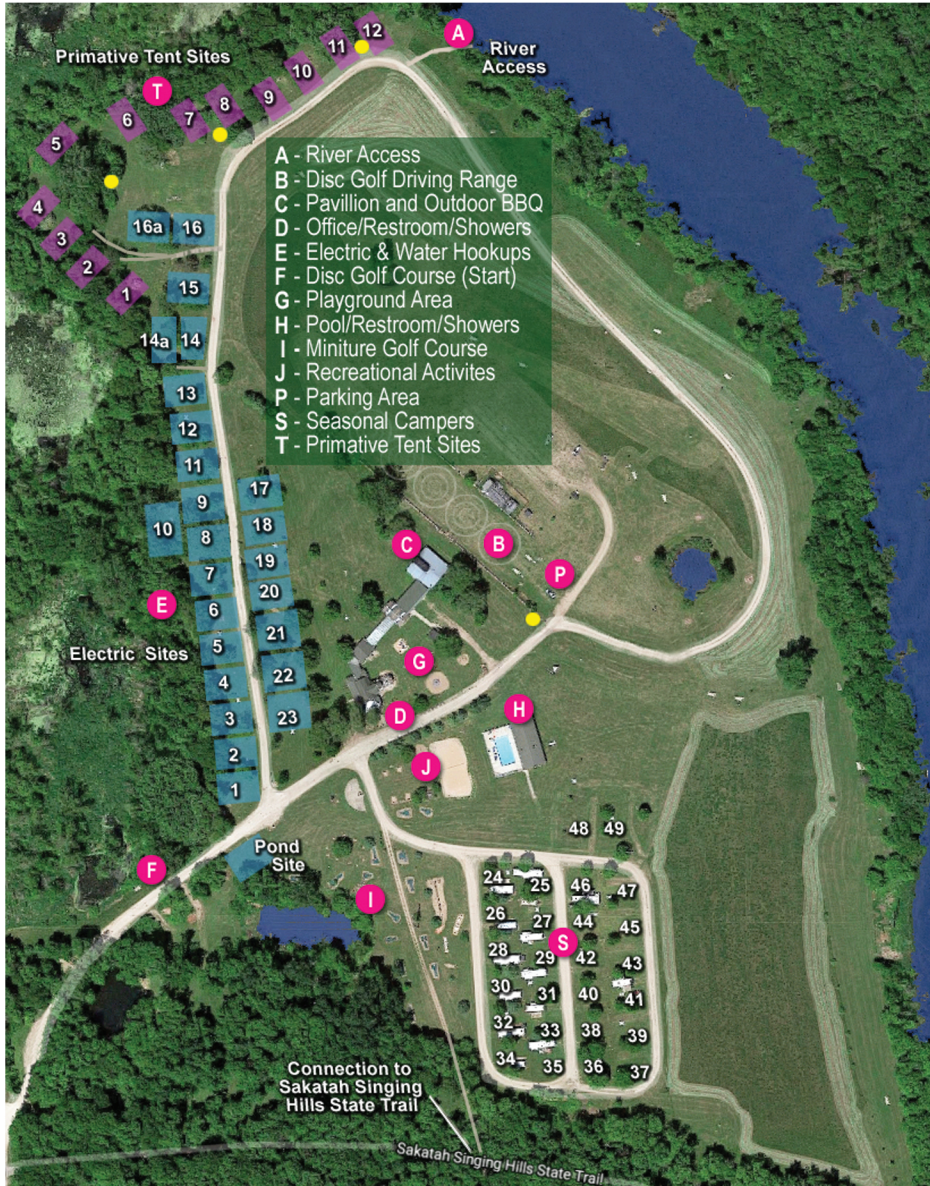 12
A
11
River
Access
Primative Tent Sites
10
T
9
8
7
6
5
4
3
2
1
16a
16
15
14a
14
13
12
11
10
9
8
7
6
5
4
3
2
1
17
18
19
20
21
22
23
A - River Access
B - Disc Golf Driving Range
C - Pavillion and Outdoor BBQ
D - Office/Restroom/Showers
E - Electric & Water Hookups
F - Disc Golf Course (Start)
G - Playground Area
H - Pool/Restroom/Showers
I - Miniture Golf Course
J - Recreational Activites
P - Parking Area
S - Seasonal Campers
T - Primative Tent Sites
C
B
P
E
Electric Sites
G
D
H
J
F
Pond
Site
I
48 49
24 25 46 47
26 27 44 45
28 29 S 42 43
30 31 40 41
32 33 38 39
34 35 36 37
Connection to
Sakatah Singing
Hills State Trail
Sakatah Singing Hills State Trail